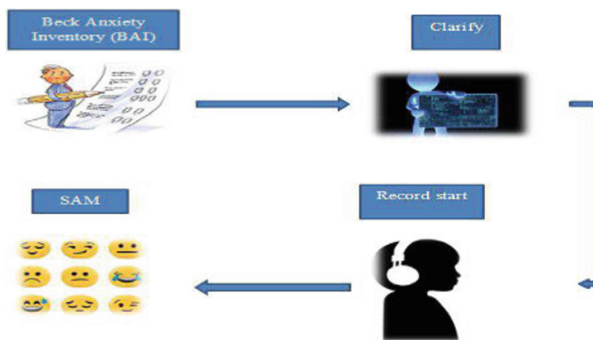 Beck Anxiety
Inventory (BAI)
Clarify
SAM
Record start